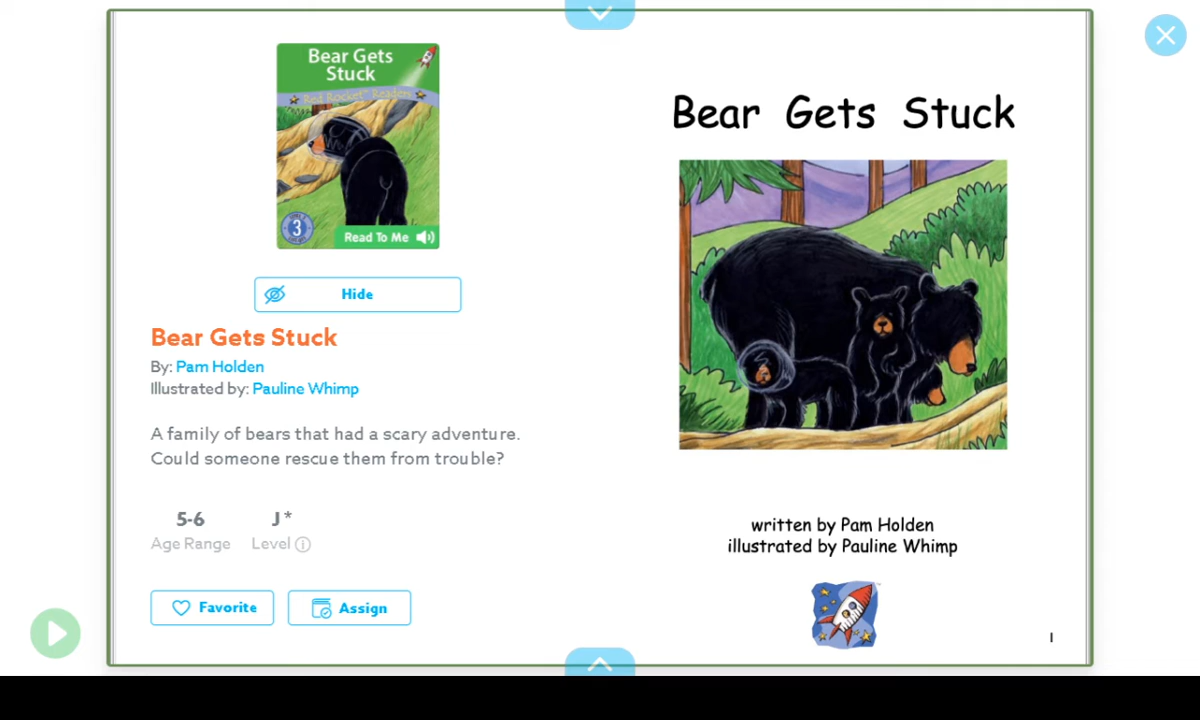 Bear Gets
Stuck
Red Rocket™ Readers
3
Read To Me
Hide
Bear Gets Stuck
By: Pam Holden
Illustrated by: Pauline Whimp
A family of bears that had a scary adventure.
Could someone rescue them from trouble?
5-6
Age Range
J*
Level
Favorite
Assign
Bear Gets Stuck
written by Pam Holden
illustrated by Pauline Whimp
1